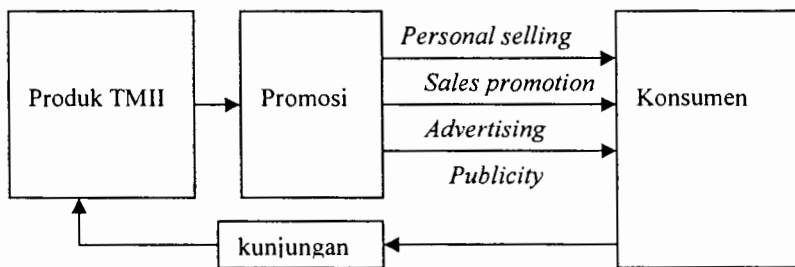 Personal selling
Produk TMII
Promosi
Sales promotion
Konsumen
Advertising
Publicity
kunjungan